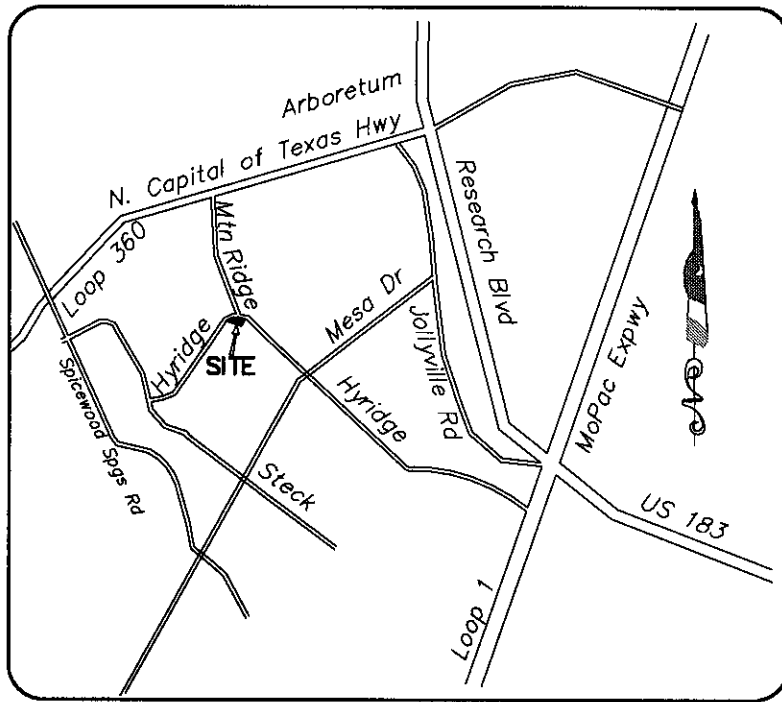 Arboretum
N. Capital of Texas Hwy
Loop 360
Mtn Ridge
Research Blvd
Mesa Dr
Hyridge
SITE
Jollyville Rd
MoPac Expwy
Hyridge
Spicewood Spgs Rd
Steck
US 183
Loop 1
N